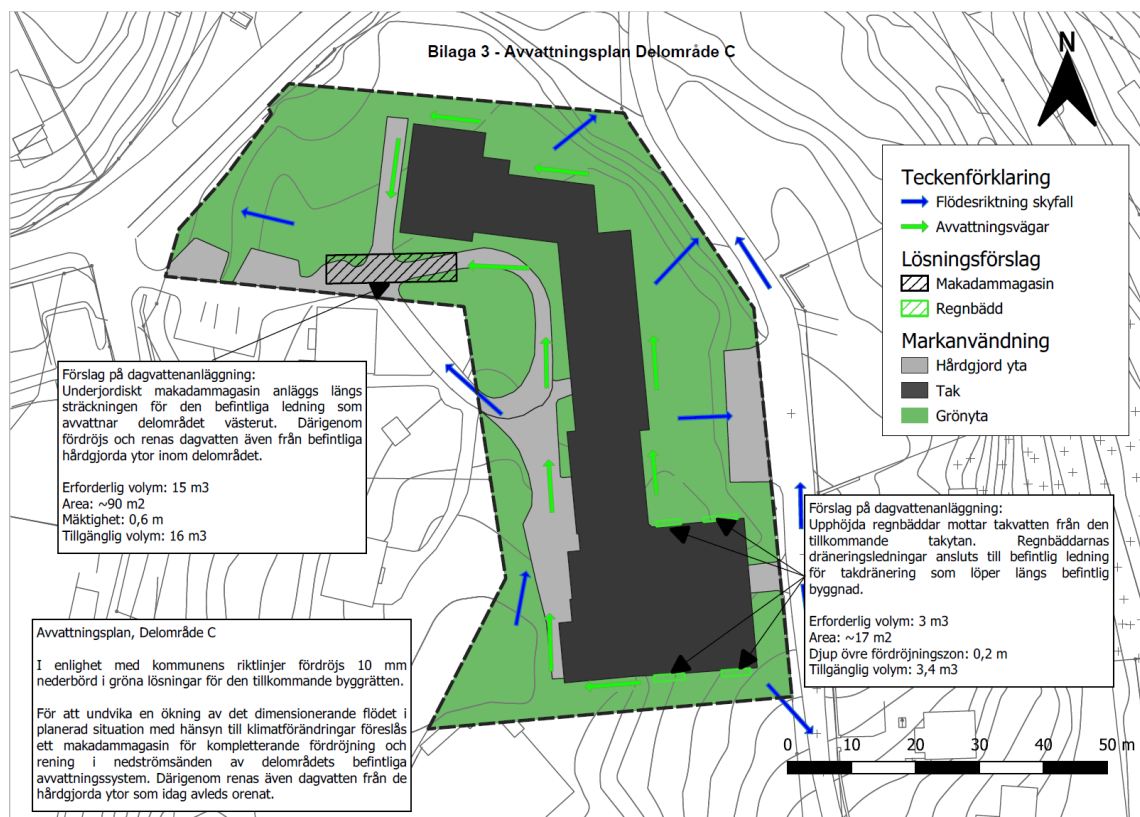 Bilaga 3 - Avvattningsplan Delområde C
N
Teckenförklaring
Flödesriktning skyfall
Avvattningsvägar
Lösningsförslag
Makadammagasin
Regnbädd
Markanvändning
Hårdgjord yta
Tak
Grönyta
Förslag på dagvattenanläggning:
Underjordiskt makadammagasin anläggs längs
sträckningen för den befintliga ledning som
avvattnar delområdet västerut. Därigenom
fördröjs och renas dagvatten även från befintliga
hårdgjorda ytor inom delområdet.
Erforderlig volym: 15 m3
Area: ~90 m2
Mäktighet: 0,6 m
Tillgänglig volym: 16 m3
Förslag på dagvattenanläggning:
Upphöjda regnbäddar mottar takvatten från den
tillkommande takytan. Regnbäddarnas
dräneringsledningar ansluts till befintlig ledning
för takdränering som löper längs befintlig
byggnad.
Erforderlig volym: 3 m3
Area: ~17 m2
Djup övre fördröjningszon: 0,2 m
Tillgänglig volym: 3,4 m3
Avvattningsplan, Delområde C
I enlighet med kommunens riktlinjer fördröjs 10 mm
nederbörd i gröna lösningar för den tillkommande byggrätten.
För att undvika en ökning av det dimensionerande flödet i
planerad situation med hänsyn till klimatförändringar föreslås
ett makadammagasin för kompletterande fördröjning och
rening i nedströmsänden av delområdets befintliga
avvattningssystem. Därigenom renas även dagvatten från de
hårdgjorda ytor som idag avleds orenat.
0 10 20 30 40 50 m